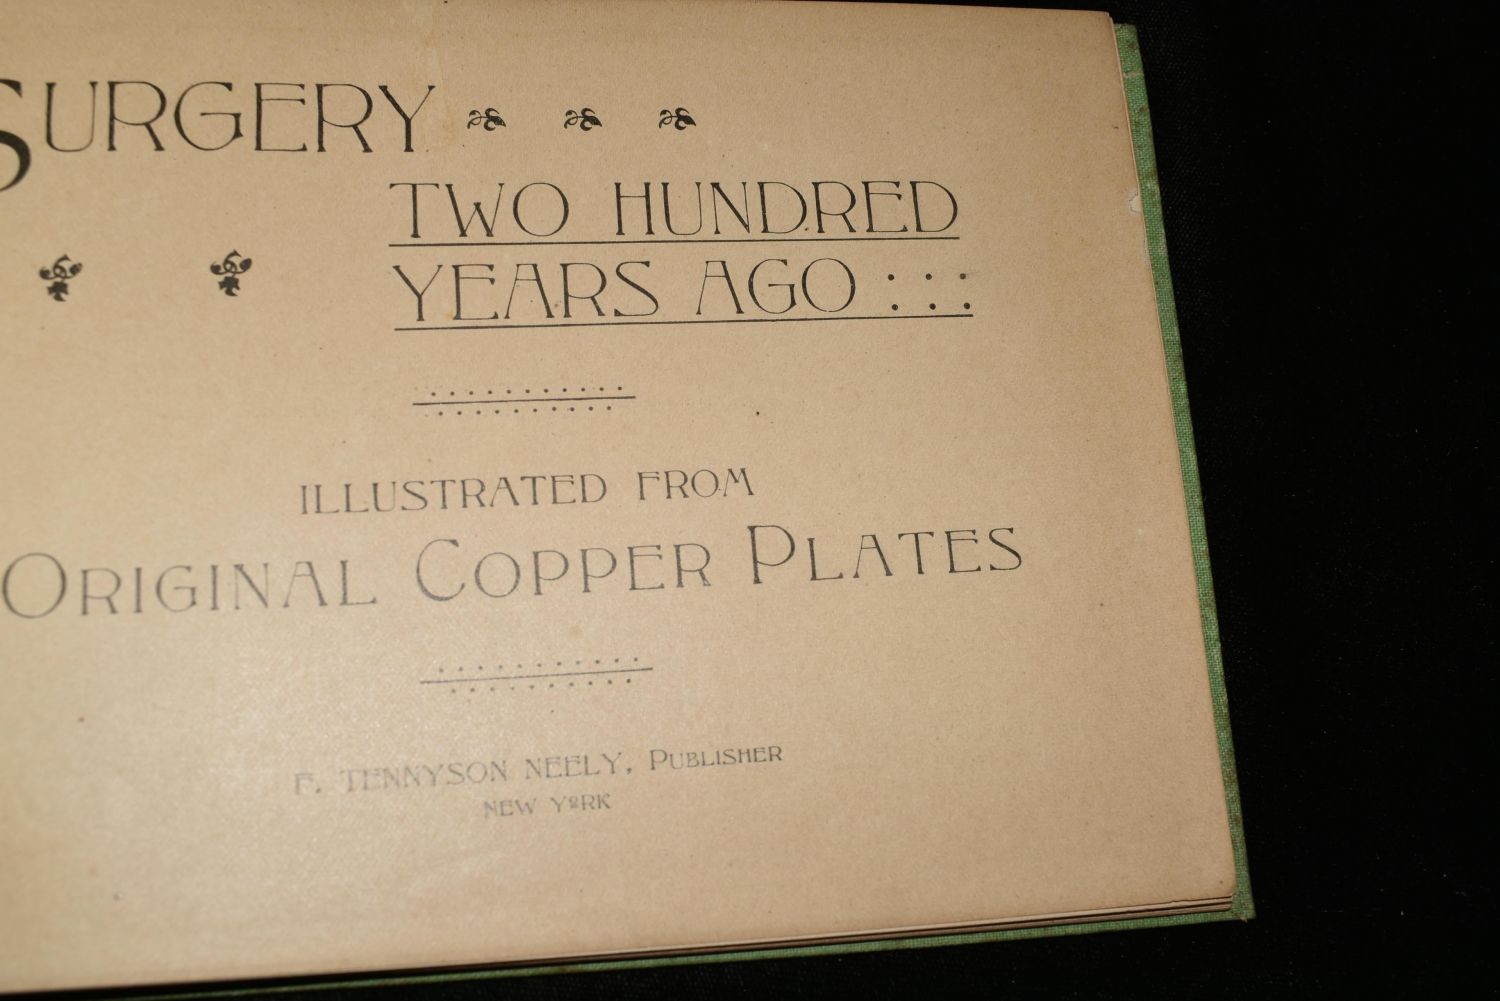 SURGERY
TWO HUNDRED
YEARS AGO : : :
ILLUSTRATED FROM
ORIGINAL COPPER PLATES
F. TENNYSON NEELY, PUBLISHER
NEW YORK